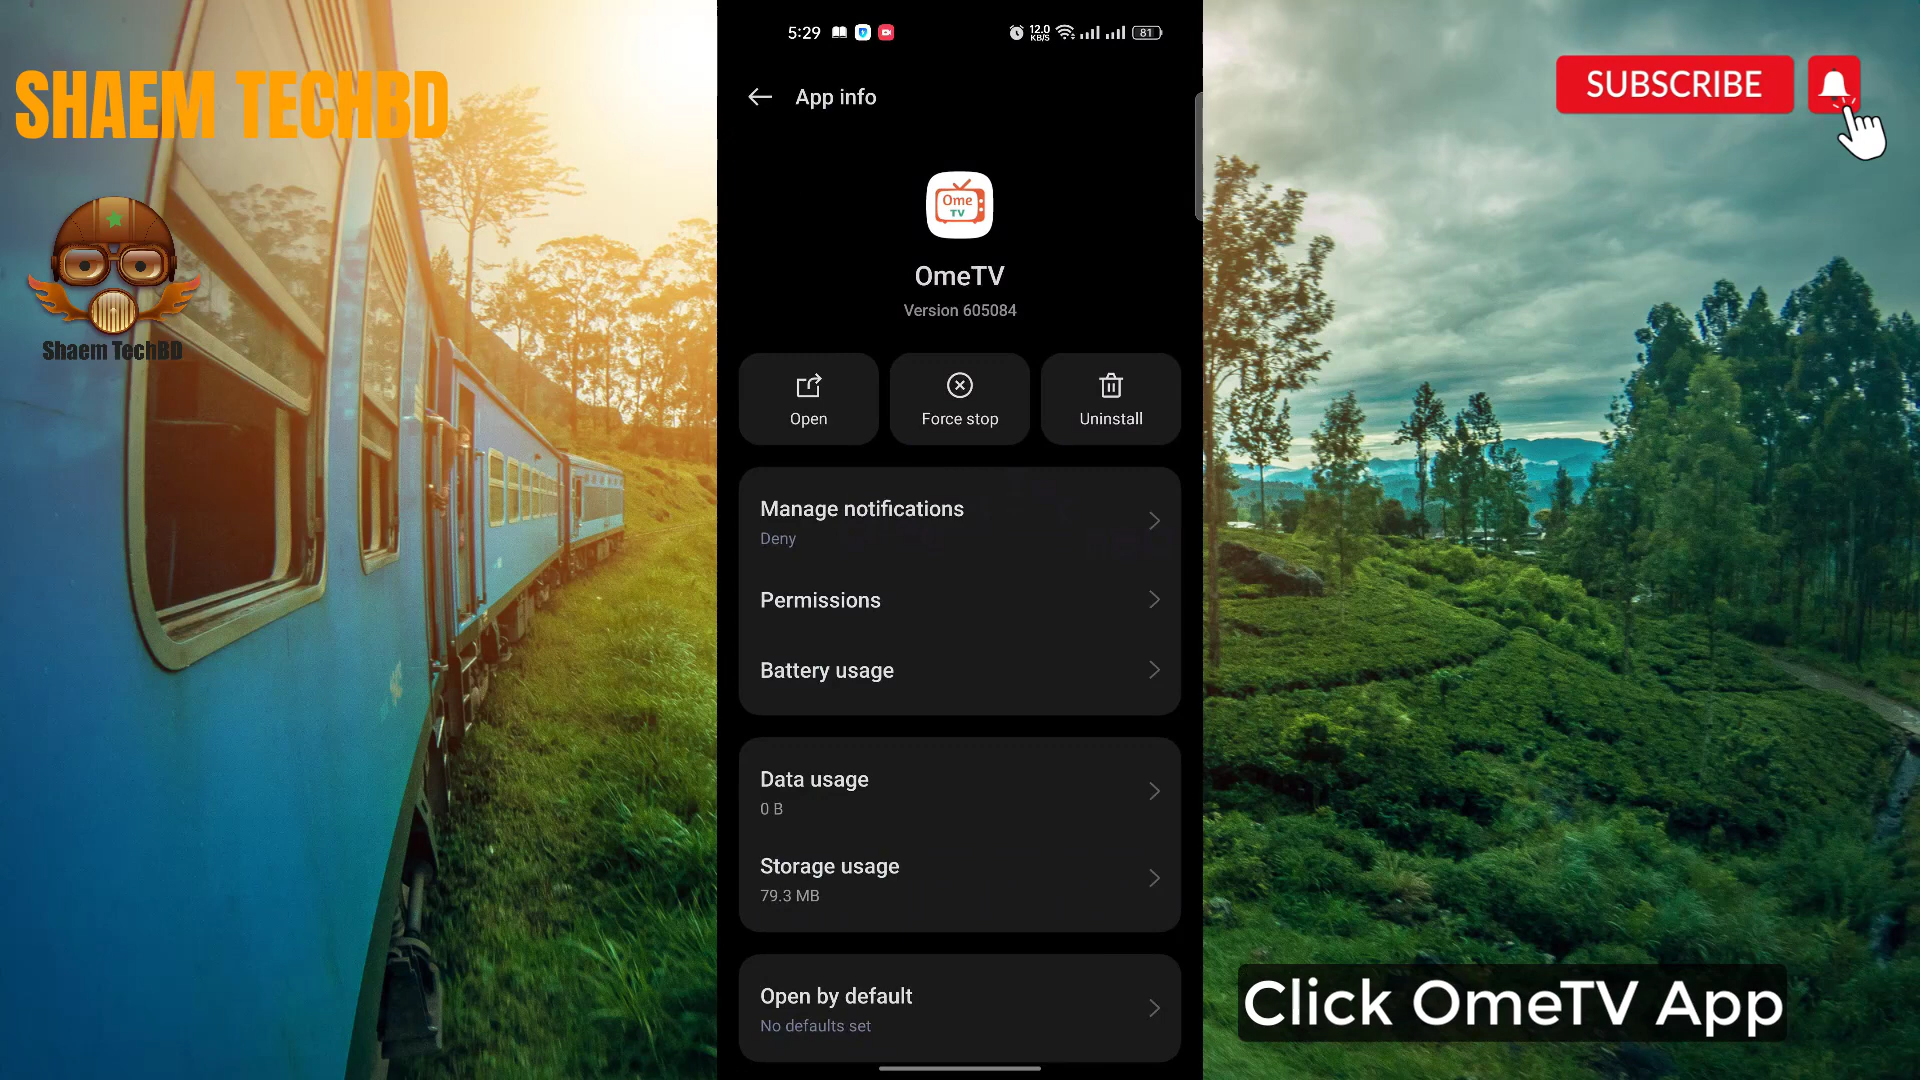 SHAEM TECHBD
Shaem TechBD
5:29
12.0
KB/S
81
App info
Ome
TV
OmeTV
Version 605084
Open
Force stop
Uninstall
Manage notifications
Deny
Permissions
Battery usage
Data usage
0 B
Storage usage
79.3 MB
Open by default
No defaults set
SUBSCRIBE
Click OmeTV App